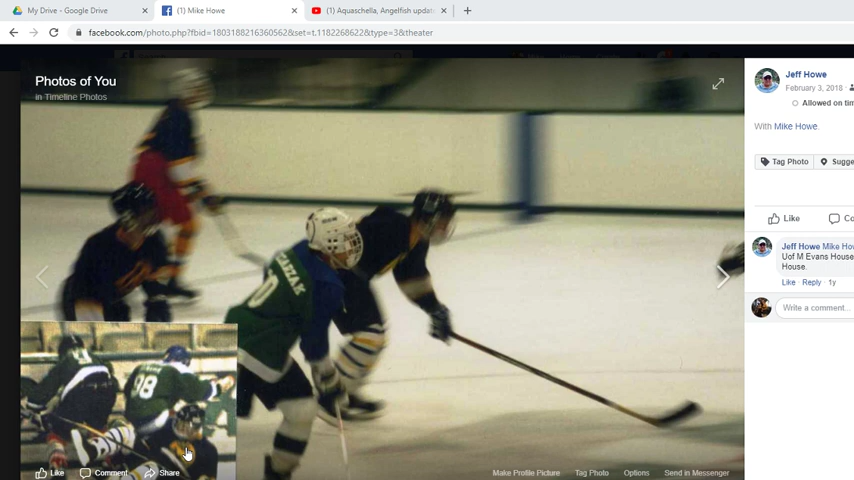 My Drive - Google Drive
(1) Mike Howe
(1) Aquaschella, Angelfish updat
facebook.com/photo.php?fbid=1803188216360562&set=t.1182268622&type=3&theater
Photos of You
in Timeline Photos
Jeff Howe
February 3, 2018 ·
Allowed on tim
With Mike Howe.
Tag Photo
Sugge
Like
Co
Jeff Howe Mike How
Uof M Evans House
House.
Like · Reply · 1y
Write a comment...
98
Like
Comment
Share
Make Profile Picture
Tag Photo
Options
Send in Messenger